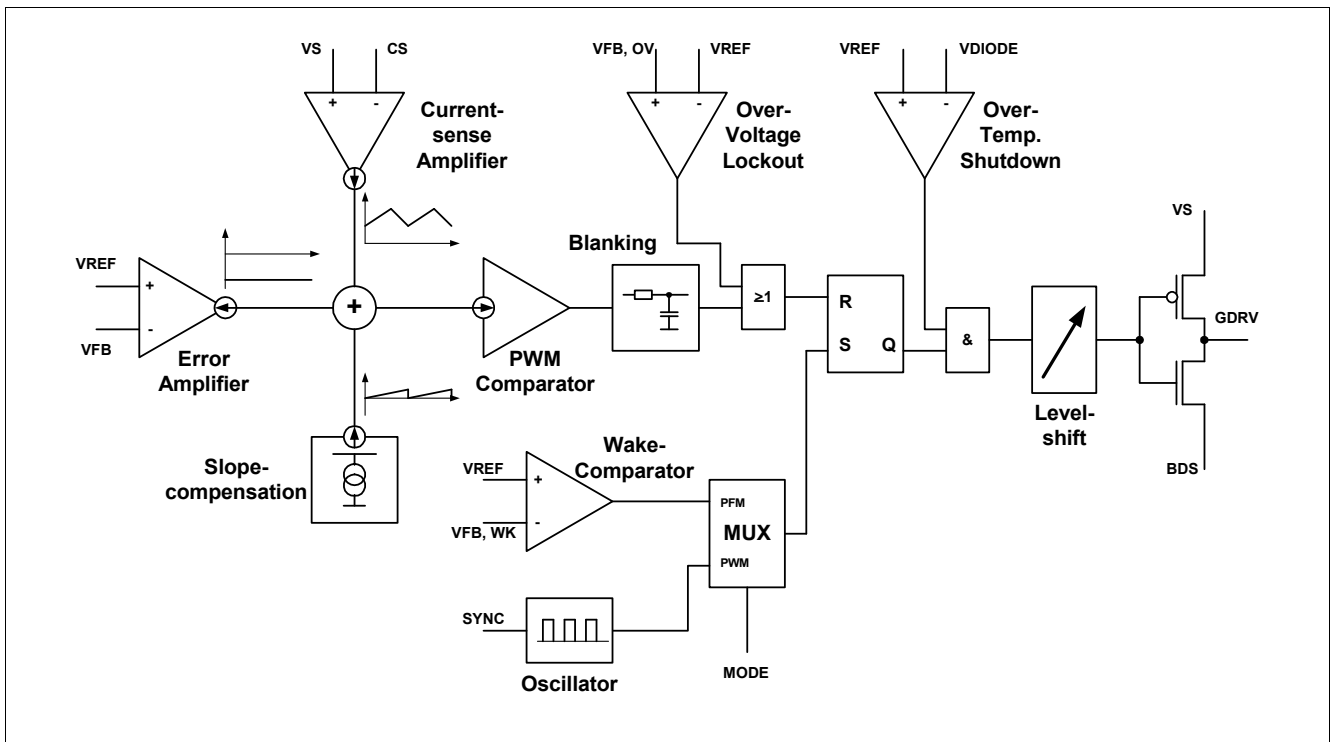 VS
CS
+
-
Current-
sense
Amplifier
VFB, OV
VREF
+
-
Over-
Voltage
Lockout
VREF
VDIODE
+
-
Over-
Temp.
Shutdown
VREF
+
-
VFB
Error
Amplifier
+
PWM
Comparator
Blanking
≥1
R
S
Q
&
Level-
shift
VS
GDRV
BDS
Slope-
compensation
Wake-
Comparator
VREF
+
-
VFB, WK
PFM
MUX
PWM
SYNC
Oscillator
MODE